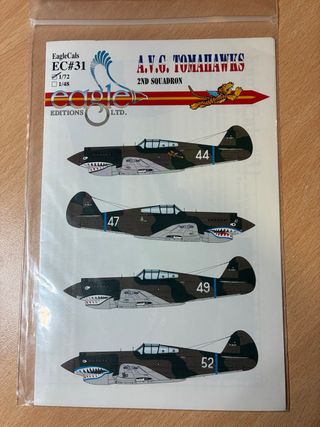 EagleCals
EC#31
1/72
1/48
eagle
EDITIONS LTD.
A.V.G. TOMAHAWKS
2ND SQUADRON
44
47
49
52